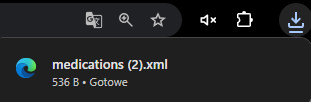 medications (2).xml
536 B • Gotowe